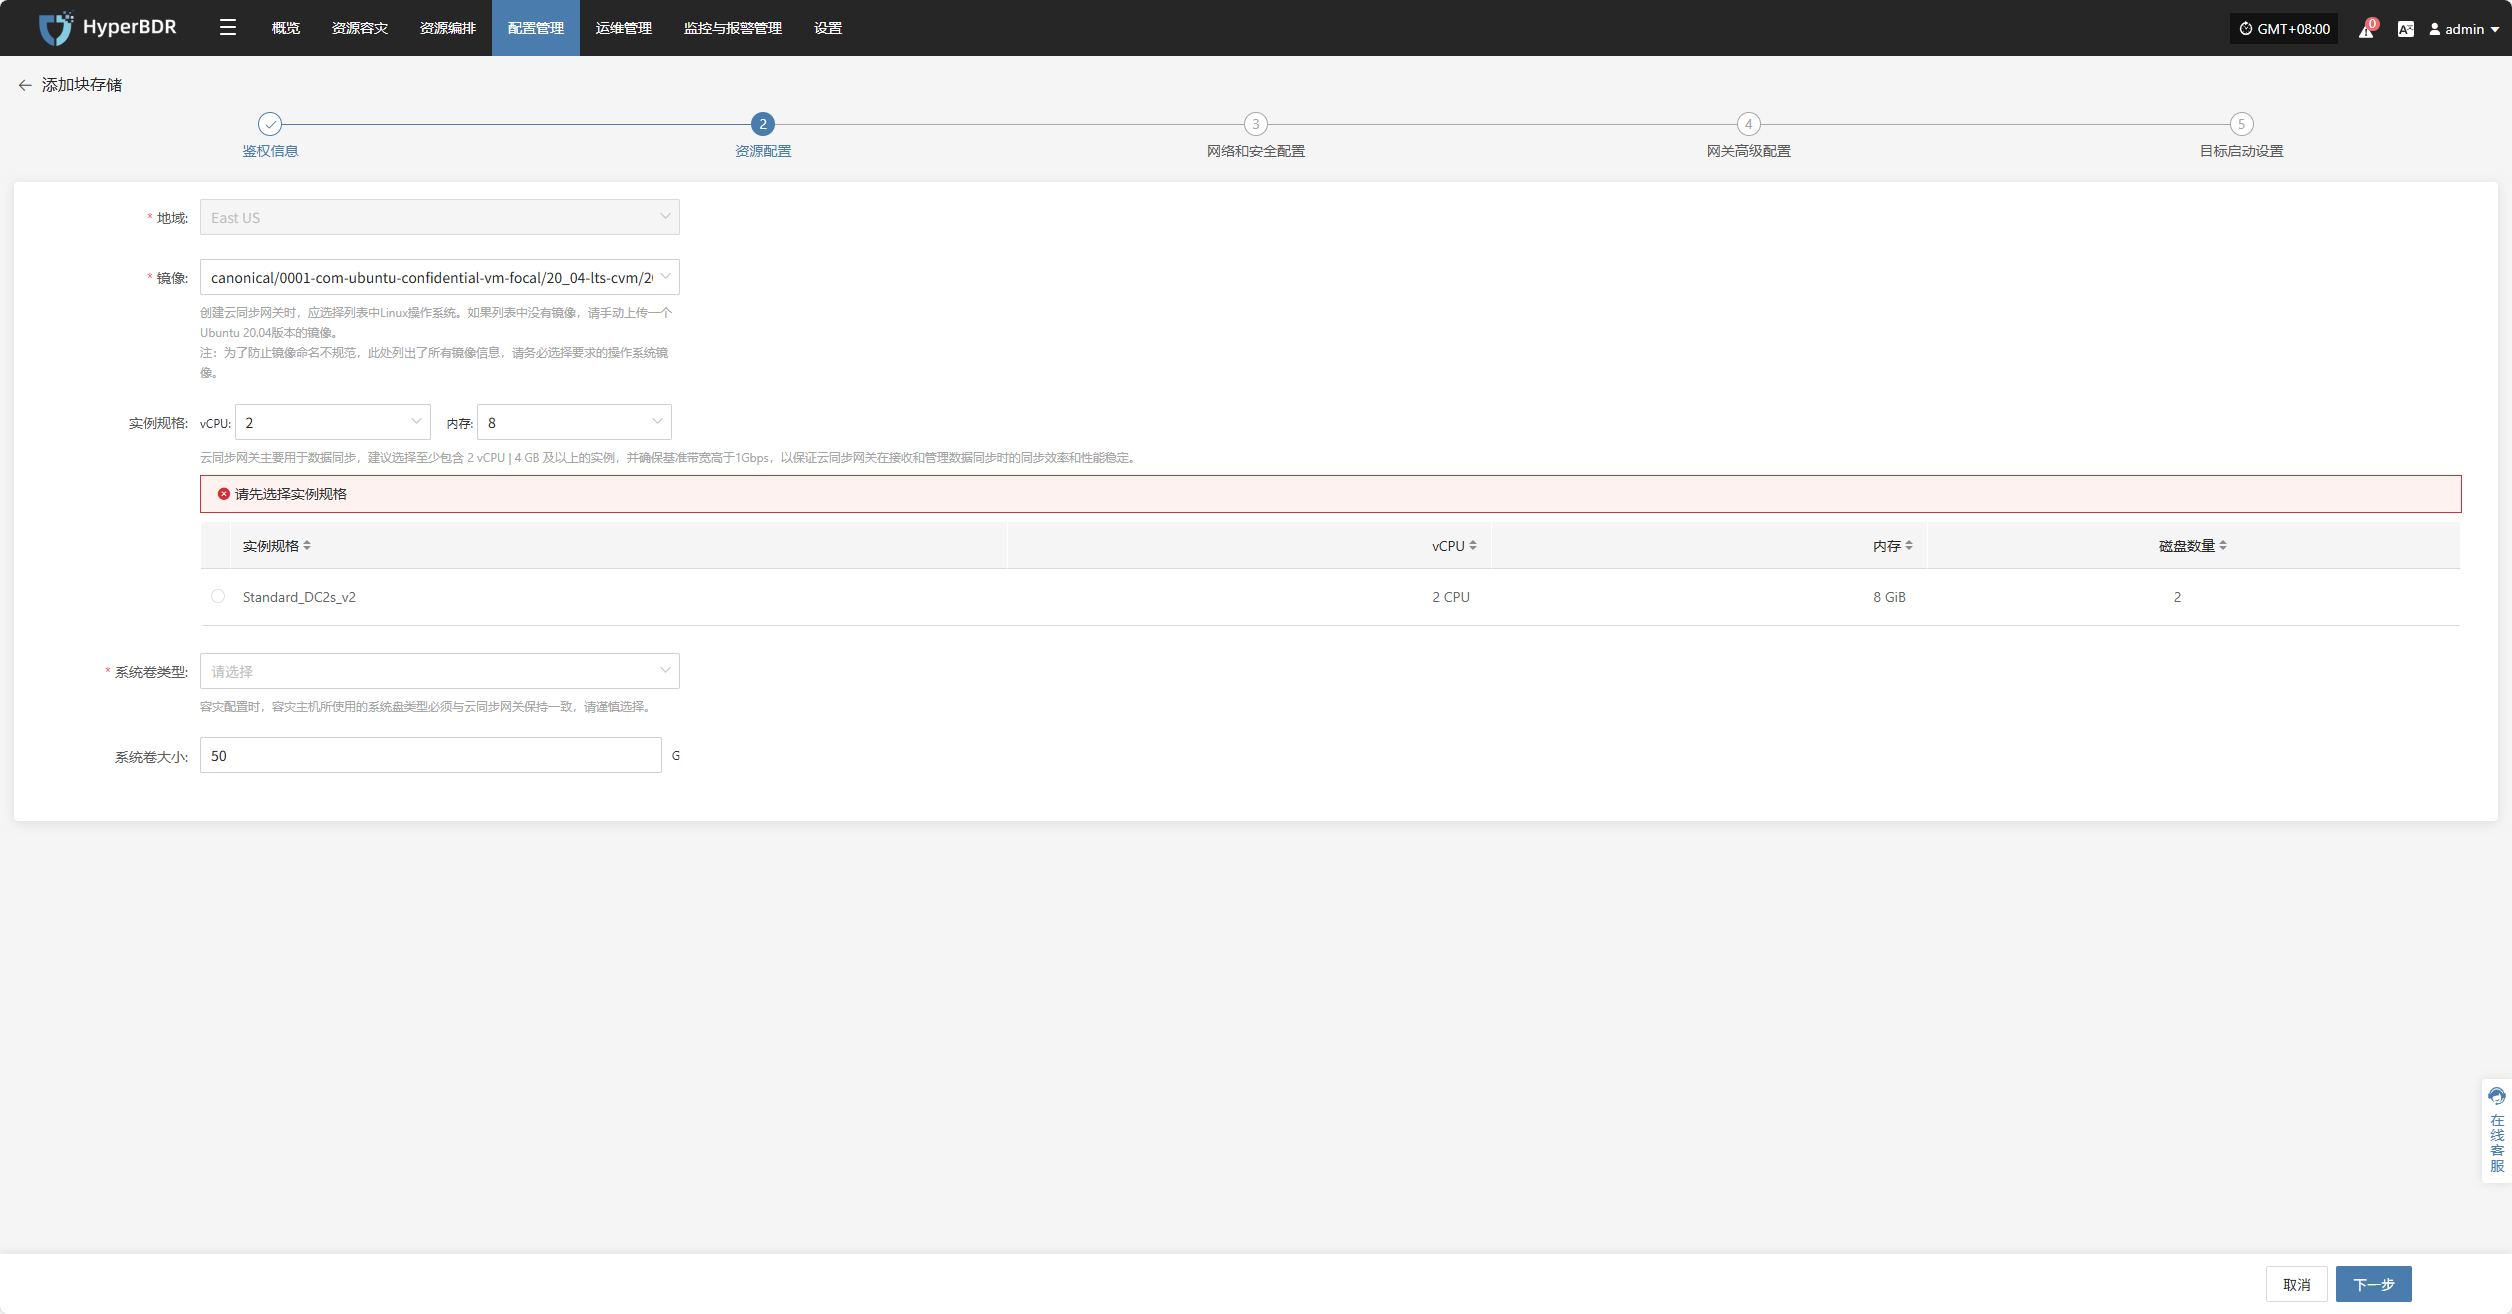 HyperBDR
概览
资源容灾
资源编排
配置管理
运维管理
监控与报警管理
设置
GMT+08:00
0
admin
添加块存储
2
3
4
5
鉴权信息
资源配置
网络和安全配置
网关高级配置
目标启动设置
* 地域:
East US
* 镜像:
canonical/0001-com-ubuntu-confidential-vm-focal/20_04-lts-cvm/2
创建云同步网关时，应选择列表中Linux操作系统。如果列表中没有镜像，请手动上传一个
Ubuntu 20.04版本的镜像。
注：为了防止镜像命名不规范，此处列出了所有镜像信息，请务必选择要求的操作系统镜
像。
实例规格: vCPU: 2 内存: 8
云同步网关主要用于数据同步，建议选择至少包含 2 vCPU | 4 GB 及以上的实例，并确保基准带宽高于1Gbps，以保证云同步网关在接收和管理数据同步时的同步效率和性能稳定。
请先选择实例规格
实例规格 vCPU 内存 磁盘数量
Standard_DC2s_v2 2 CPU 8 GiB 2
* 系统卷类型: 请选择
容灾配置时，容灾主机所使用的系统盘类型必须与云同步网关保持一致，请谨慎选择。
系统卷大小: 50 G
在线客服
取消
下一步